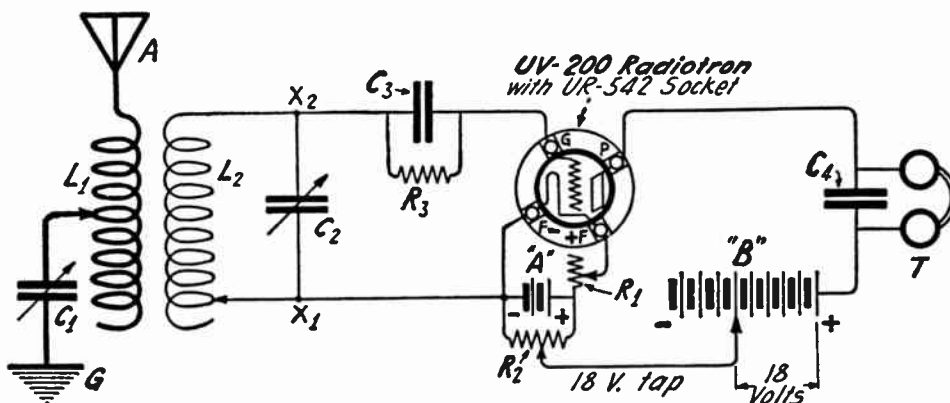 A
UV-200 Radiotron
with UR-542 Socket
C3
X2
G
P
L1
L2
R3
C4
C2
F-
+F
"A"
"B"
T
C1
X1
-
+
R1
-
+
R2
G
18 V. tap
18
Volts